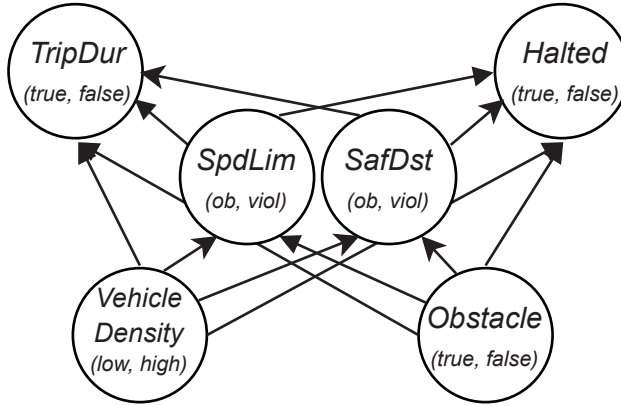 TripDur
(true, false)
Halted
(true, false)
SpdLim
(ob, viol)
SafDst
(ob, viol)
Vehicle
Density
(low, high)
Obstacle
(true, false)